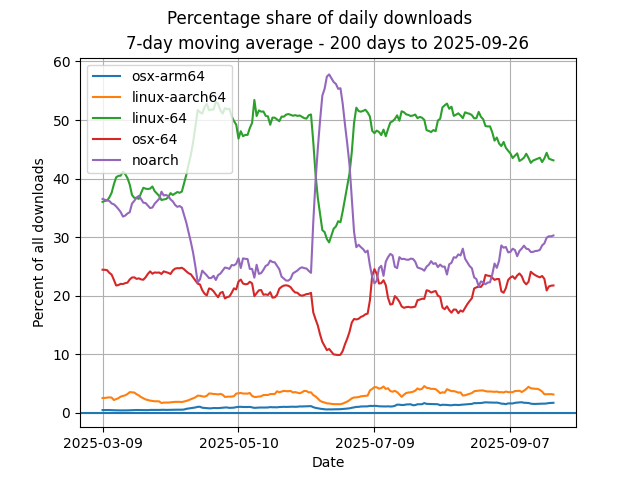 Percentage share of daily downloads
7-day moving average - 200 days to 2025-09-26
60
50
40
30
20
10
0
Percent of all downloads
osx-arm64
linux-aarch64
linux-64
osx-64
noarch
2025-03-09
2025-05-10
2025-07-09
2025-09-07
Date